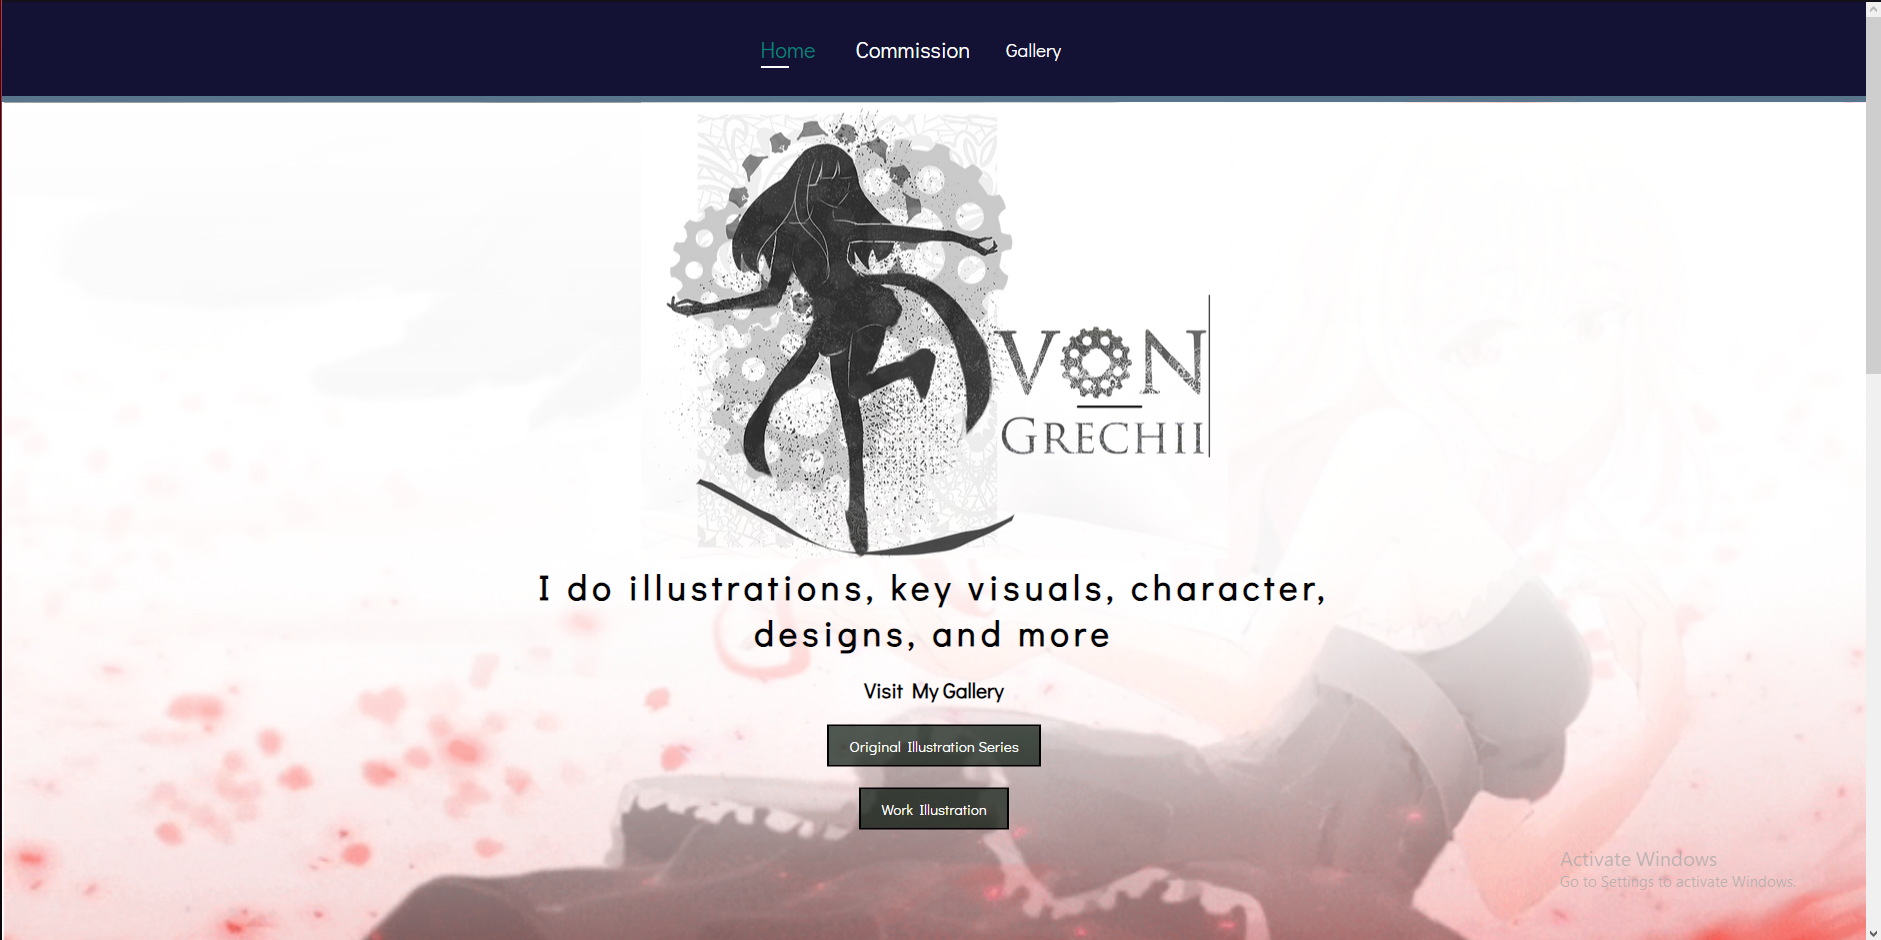 Home Commission Gallery
VON
GRECHII
I do illustrations, key visuals, character,
designs, and more
Visit My Gallery
Original Illustration Series
Work Illustration
Activate Windows
Go to Settings to activate Windows.